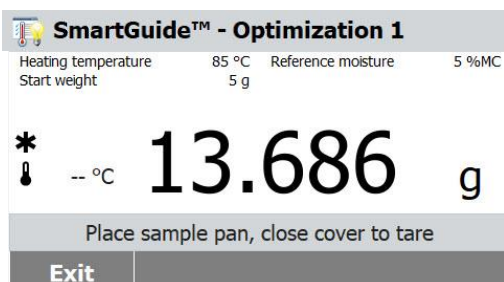 SmartGuide™ - Optimization 1
Heating temperature 85 °C Reference moisture 5 %MC
Start weight 5 g
-- °C 13.686 g
Place sample pan, close cover to tare
Exit